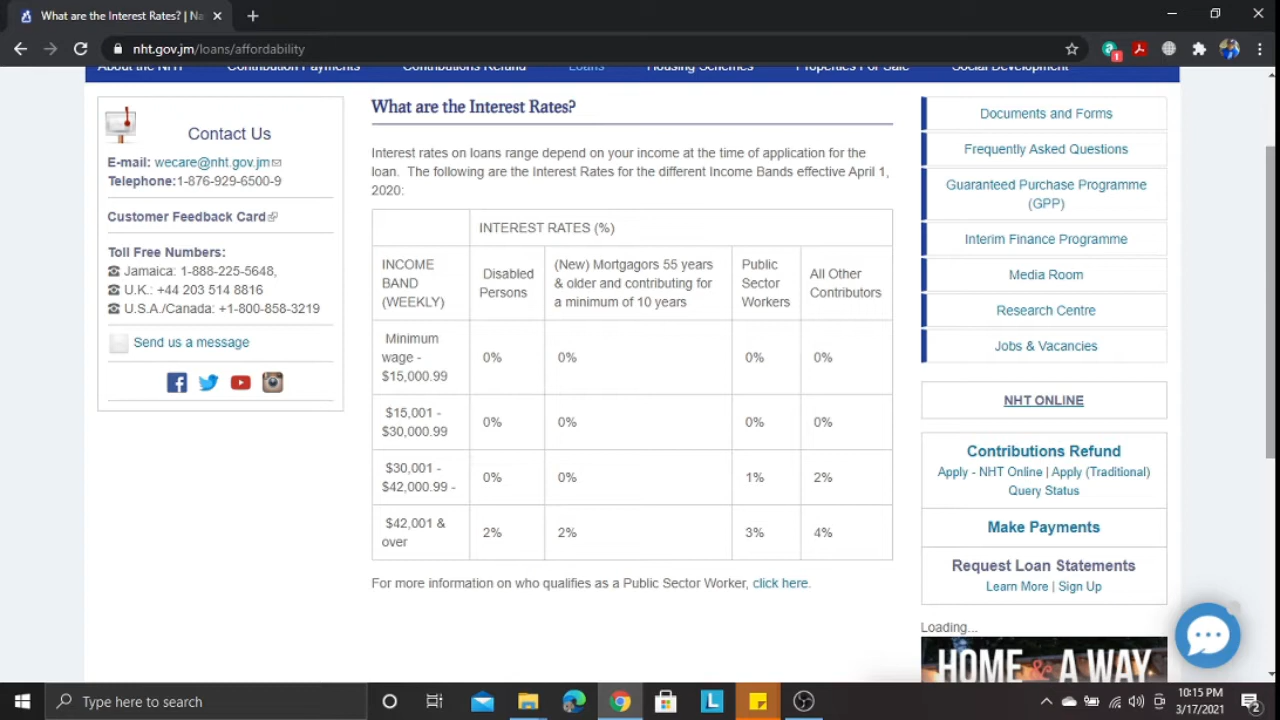 What are the Interest Rates? | Na
nht.gov.jm/loans/affordability
About the NHT Contribution Payments Contributions Refund Loans Housing Schemes Properties For Sale Social Development
Contact Us
E-mail: wecare@nht.gov.jm
Telephone:1-876-929-6500-9
Customer Feedback Card
Toll Free Numbers:
Jamaica: 1-888-225-5648,
U.K.: +44 203 514 8816
U.S.A./Canada: +1-800-858-3219
Send us a message
What are the Interest Rates?
Interest rates on loans range depend on your income at the time of application for the
loan. The following are the Interest Rates for the different Income Bands effective April 1,
2020:
INTEREST RATES (%)
INCOME
BAND
(WEEKLY)
Disabled
Persons
(New) Mortgagors 55 years
& older and contributing for
a minimum of 10 years
Public
Sector
Workers
All Other
Contributors
Minimum
wage -
$15,000.99
0% 0% 0% 0%
$15,001 -
$30,000.99
0% 0% 0% 0%
$30,001 -
$42,000.99 -
0% 0% 1% 2%
$42,001 &
over
2% 2% 3% 4%
For more information on who qualifies as a Public Sector Worker, click here.
Documents and Forms
Frequently Asked Questions
Guaranteed Purchase Programme
(GPP)
Interim Finance Programme
Media Room
Research Centre
Jobs & Vacancies
NHT ONLINE
Contributions Refund
Apply - NHT Online | Apply (Traditional)
Query Status
Make Payments
Request Loan Statements
Learn More | Sign Up
Loading...
HOME & A WAY
Type here to search
L
10:15 PM
3/17/2021
2